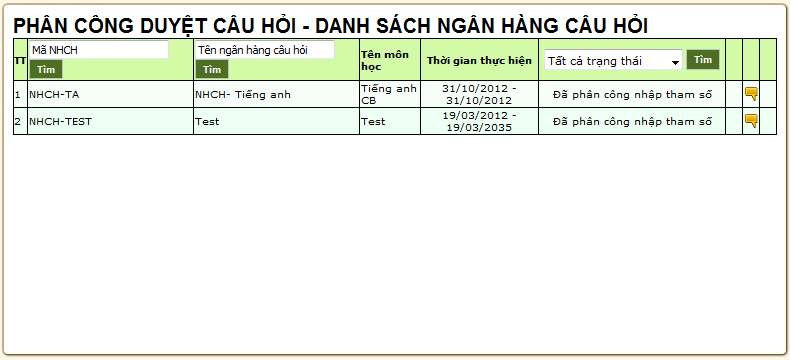 PHÂN CÔNG DUYỆT CÂU HỎI - DANH SÁCH NGÂN HÀNG CÂU HỎI
TT Mã NHCH Tìm Tên ngân hàng câu hỏi Tìm Tên môn học Thời gian thực hiện Tất cả trạng thái Tìm
1 NHCH-TA NHCH- Tiếng anh Tiếng anh CB 31/10/2012 - 31/10/2012 Đã phân công nhập tham số
2 NHCH-TEST Test Test 19/03/2012 - 19/03/2035 Đã phân công nhập tham số